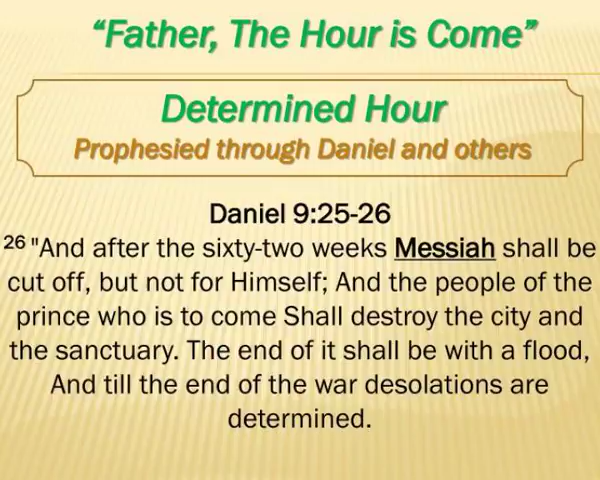 “Father, The Hour is Come”
Determined Hour
Prophesied through Daniel and others
Daniel 9:25-26
26 "And after the sixty-two weeks Messiah shall be
cut off, but not for Himself; And the people of the
prince who is to come Shall destroy the city and
the sanctuary. The end of it shall be with a flood,
And till the end of the war desolations are
determined.